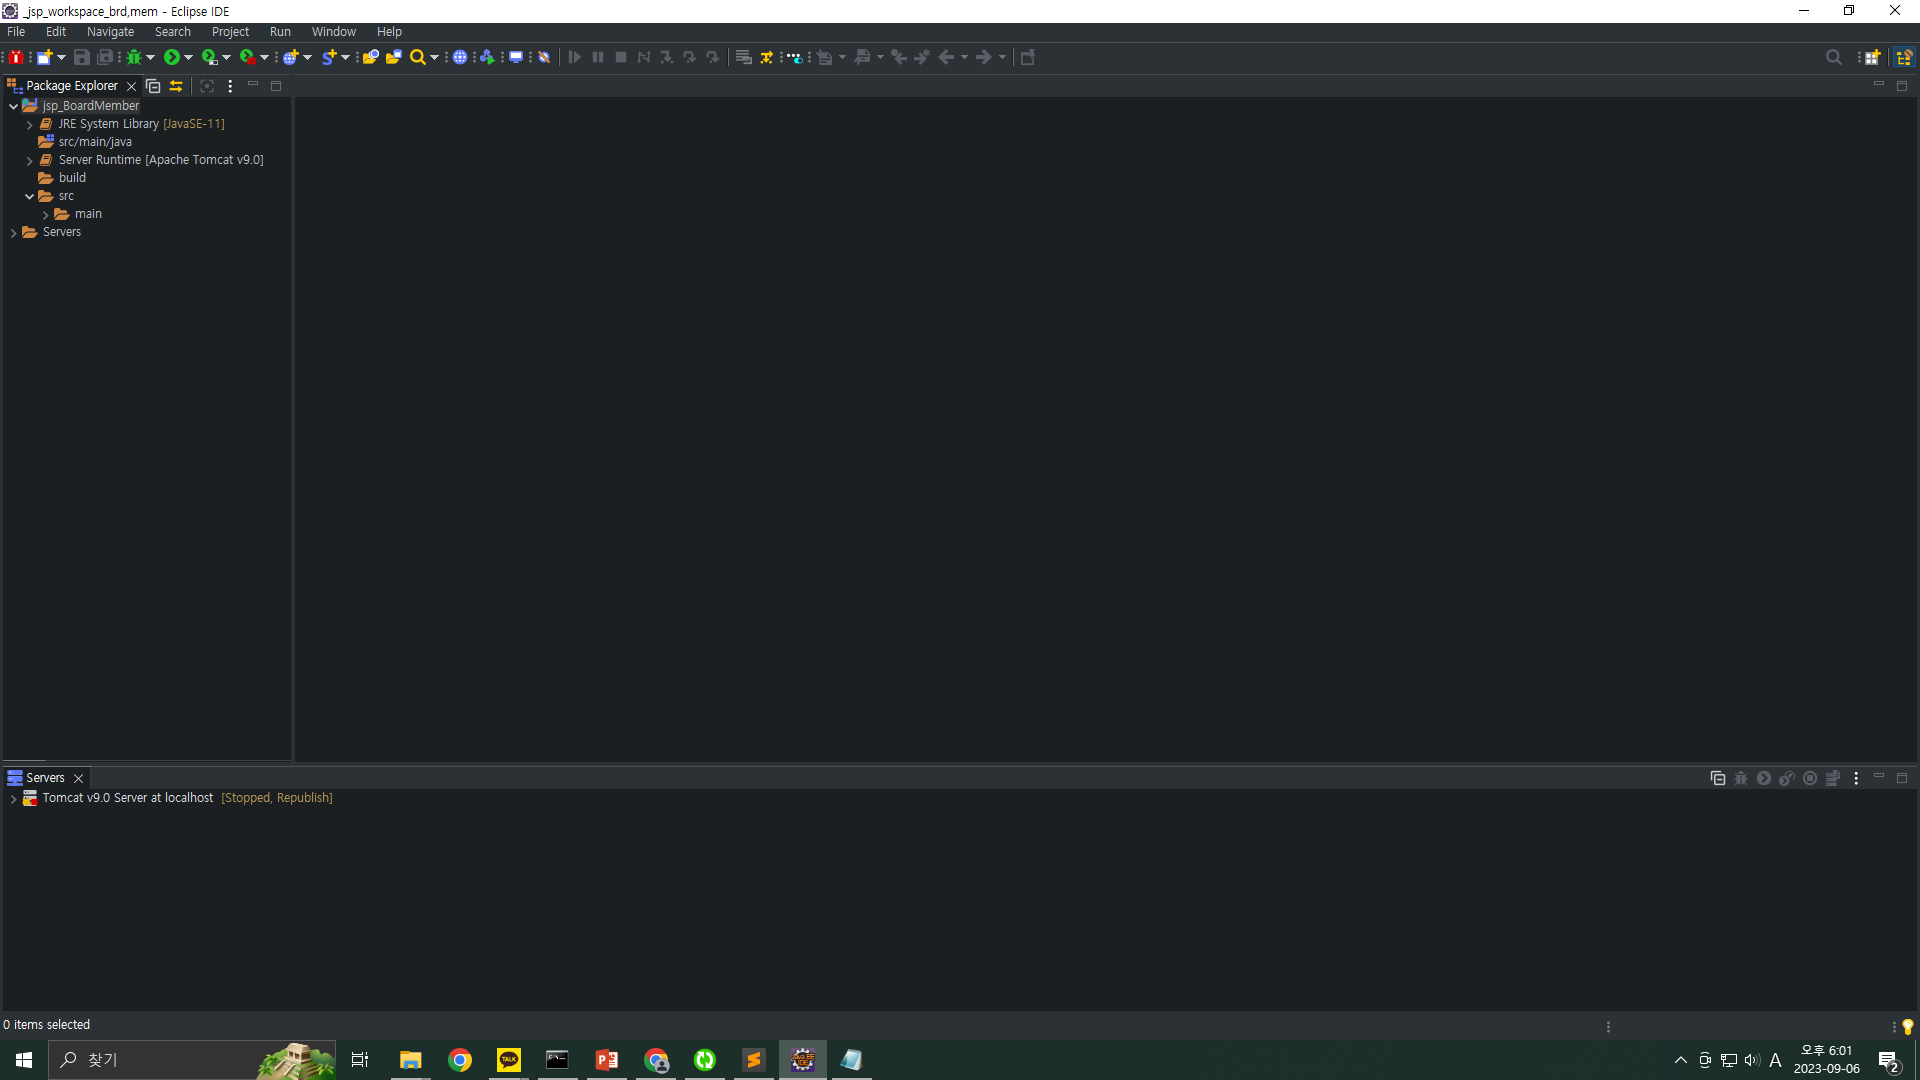 _jsp_workspace_brd,mem - Eclipse IDE
File Edit Navigate Search Project Run Window Help
Package Explorer
jsp_BoardMember
JRE System Library [JavaSE-11]
src/main/java
Server Runtime [Apache Tomcat v9.0]
build
src
main
Servers
Servers
Tomcat v9.0 Server at localhost [Stopped, Republish]
0 items selected
찾기
TALK
A
오후 6:01
2023-09-06
2